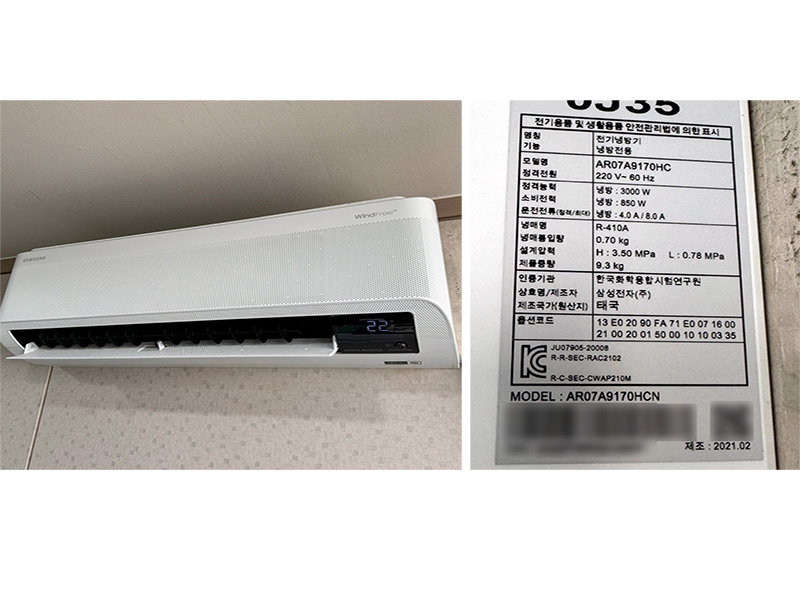 SAMSUNG
WindFree™
22
0J35
전기용품 및 생활용품 안전관리법에 의한 표시
명칭 전기냉방기
기능 냉방전용
모델명 AR07A9170HC
정격전원 220 V~ 60 Hz
정격능력 냉방 : 3000 W
소비전력 냉방 : 850 W
운전전류(정격/최대) 냉방 : 4.0 A / 8.0 A
냉매명 R-410A
냉매봉입량 0.70 kg
설계압력 H : 3.50 MPa L : 0.78 MPa
제품중량 9.3 kg
인증기관 한국화학융합시험연구원
상호명/제조자 삼성전자(주)
제조국가(원산지) 태국
옵션코드 13 E0 20 90 FA 71 E0 07 16 00
21 00 20 01 50 00 10 10 03 35
JU07905-20008
R-R-SEC-RAC2102
R-C-SEC-CWAP210M
MODEL : AR07A9170HCN
제조 : 2021.02